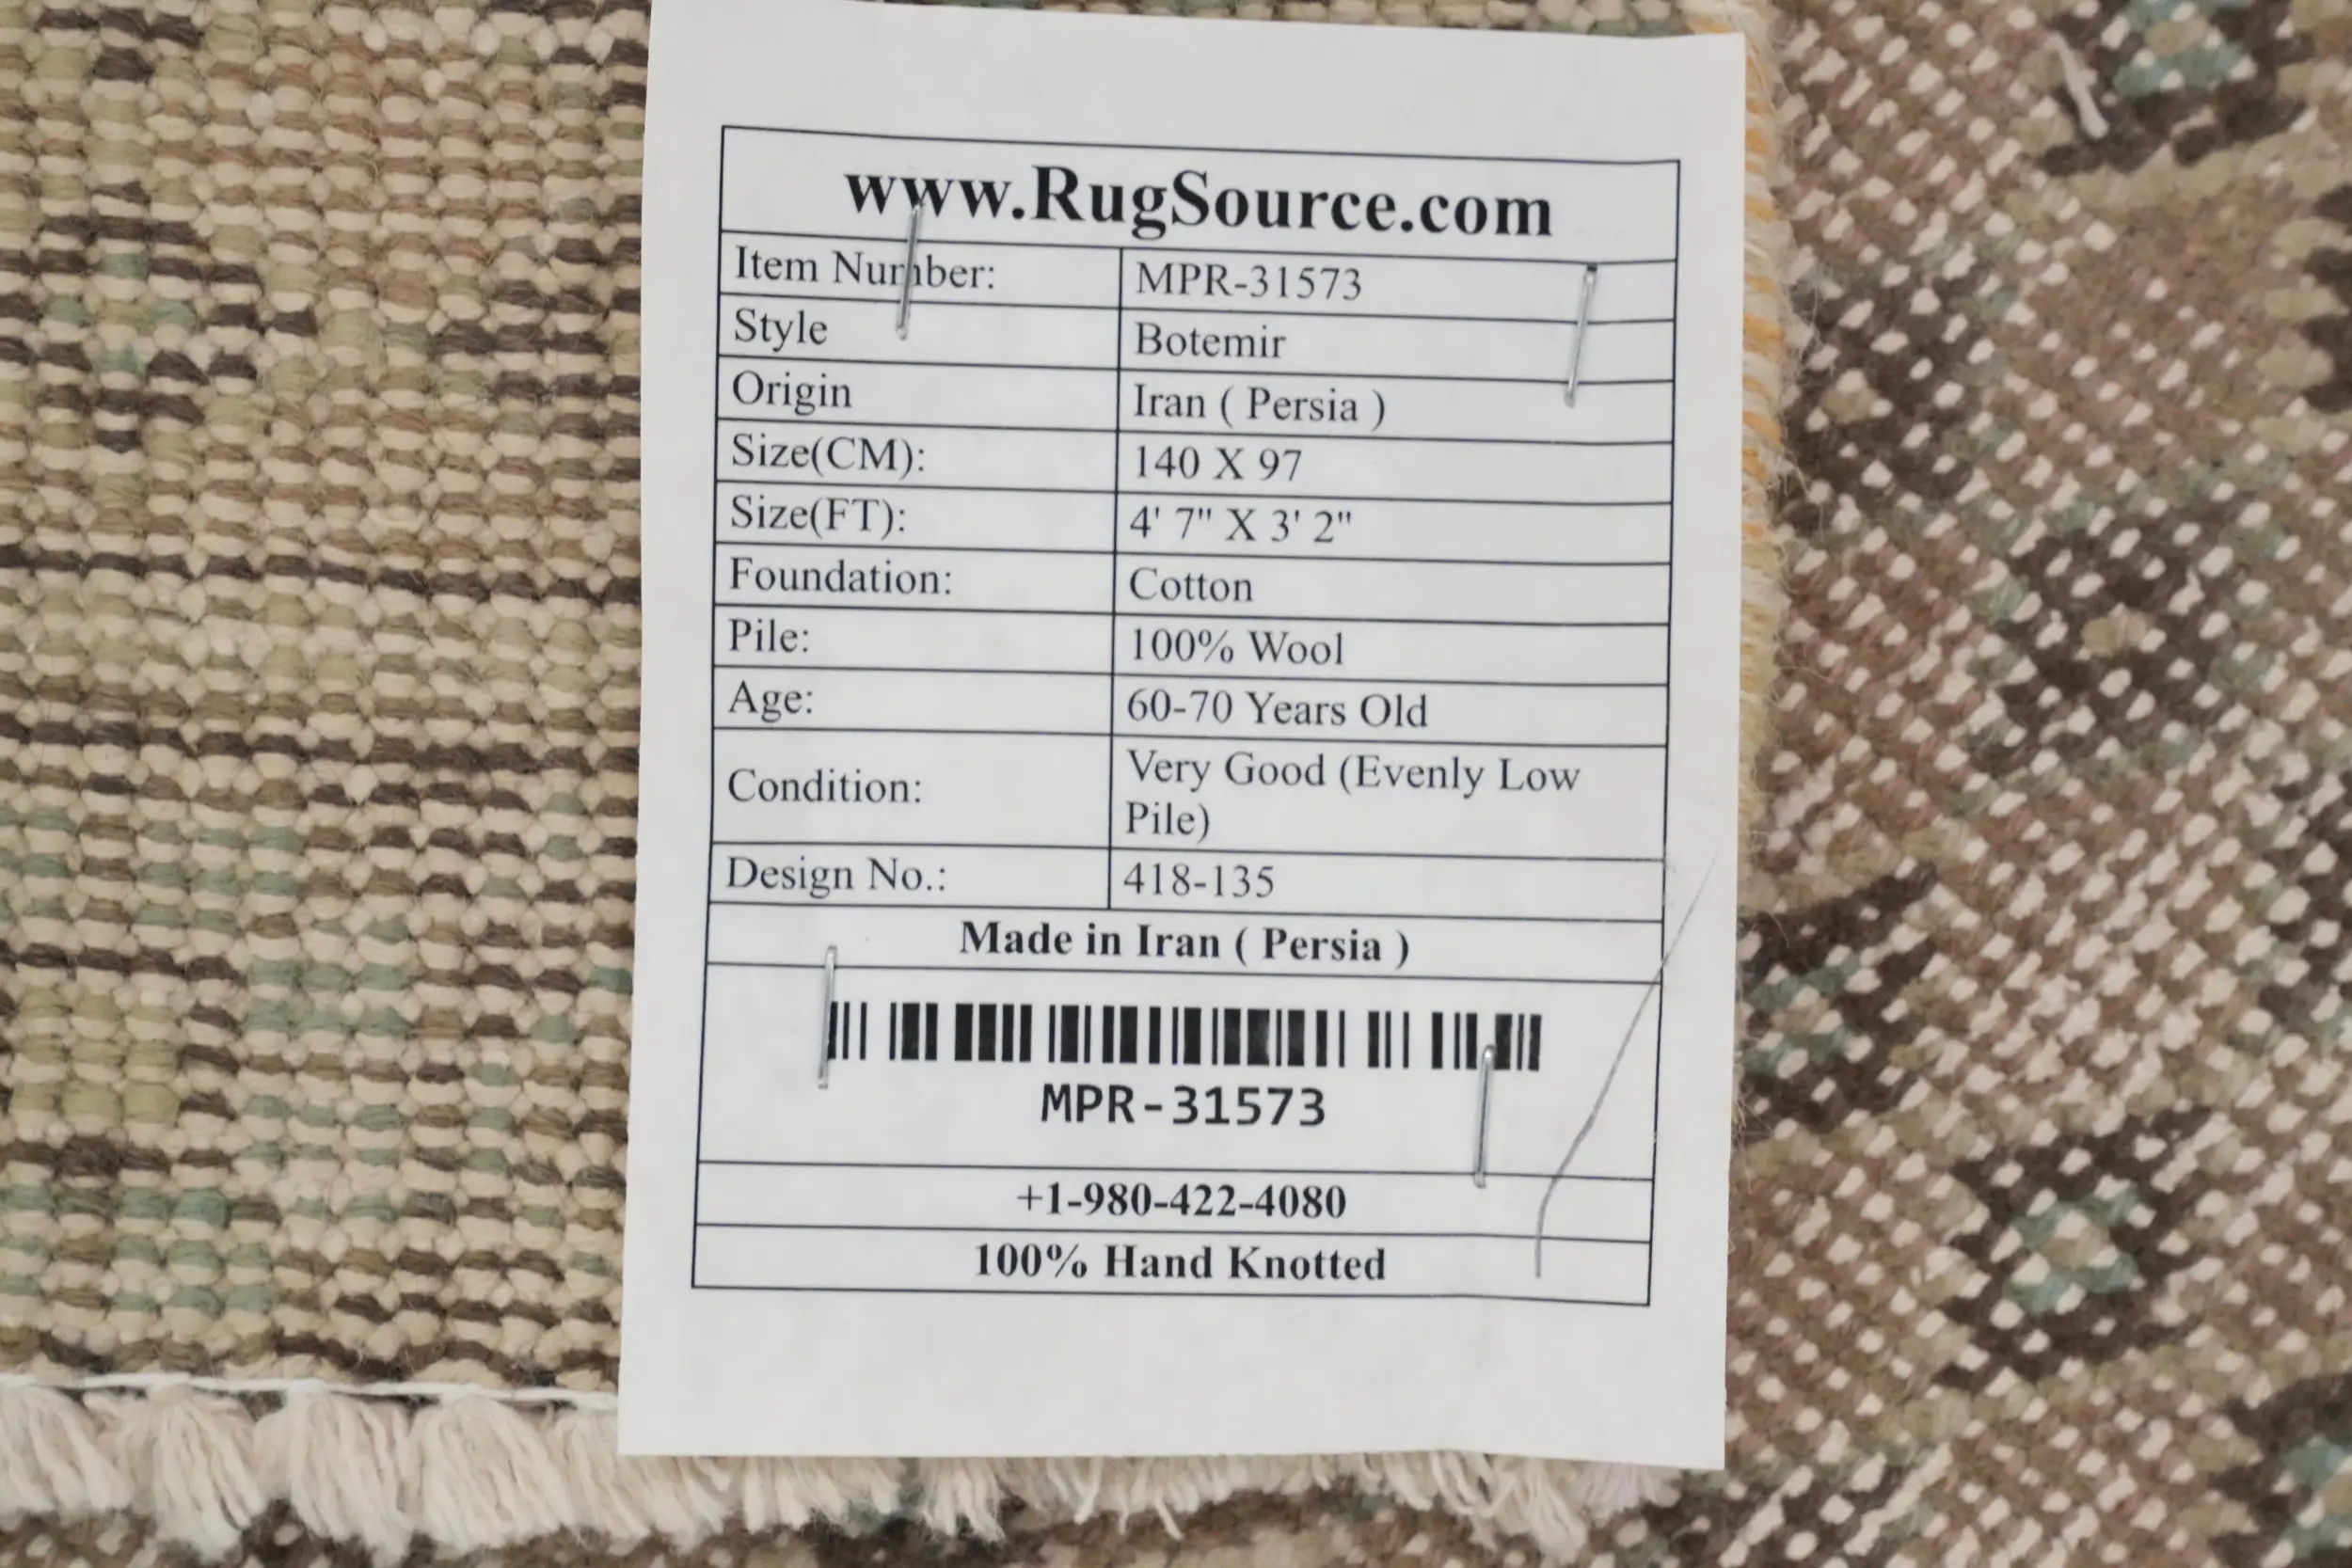 www.RugSource.com
Item Number: MPR-31573
Style Botemir
Origin Iran ( Persia )
Size(CM): 140 X 97
Size(FT): 4' 7" X 3' 2"
Foundation: Cotton
Pile: 100% Wool
Age: 60-70 Years Old
Condition: Very Good (Evenly Low
Pile)
Design No.: 418-135
Made in Iran ( Persia )
MPR-31573
+1-980-422-4080
100% Hand Knotted